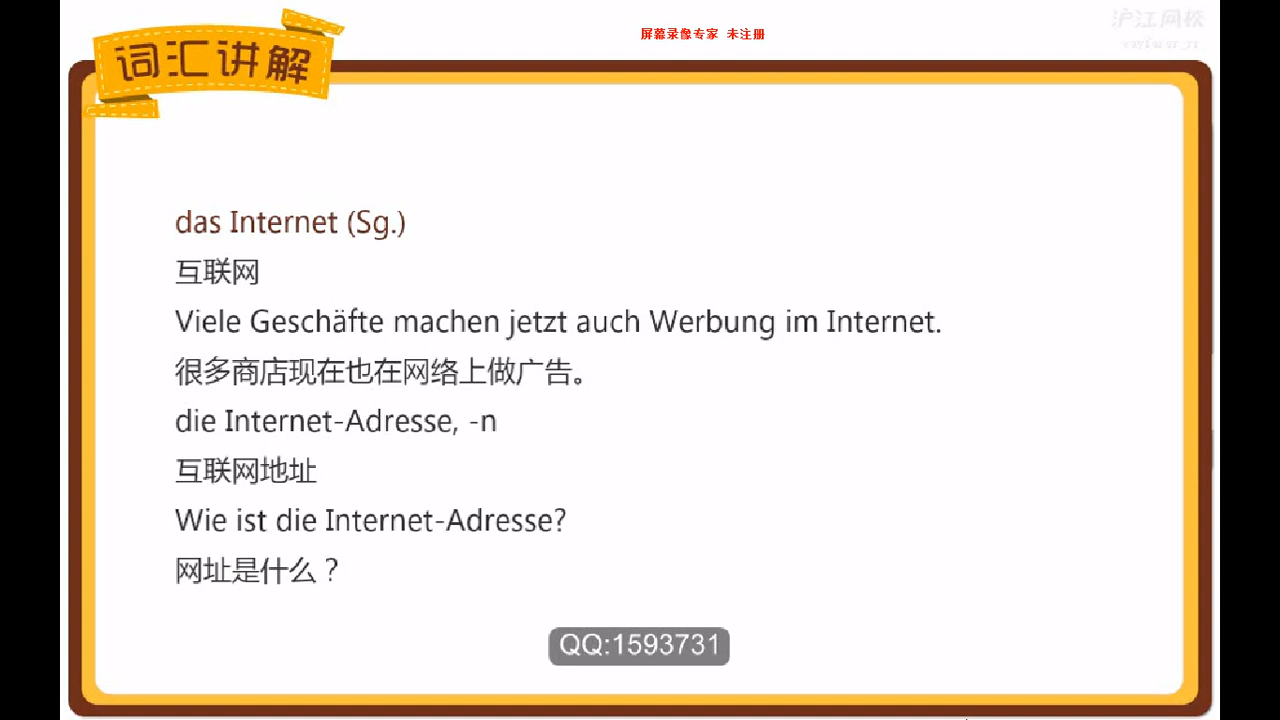 屏幕录像专家 未注册
沪江网校
词汇讲解
das Internet (Sg.)
互联网
Viele Geschäfte machen jetzt auch Werbung im Internet.
很多商店现在也在网络上做广告。
die Internet-Adresse, -n
互联网地址
Wie ist die Internet-Adresse?
网址是什么？
QQ:1593731